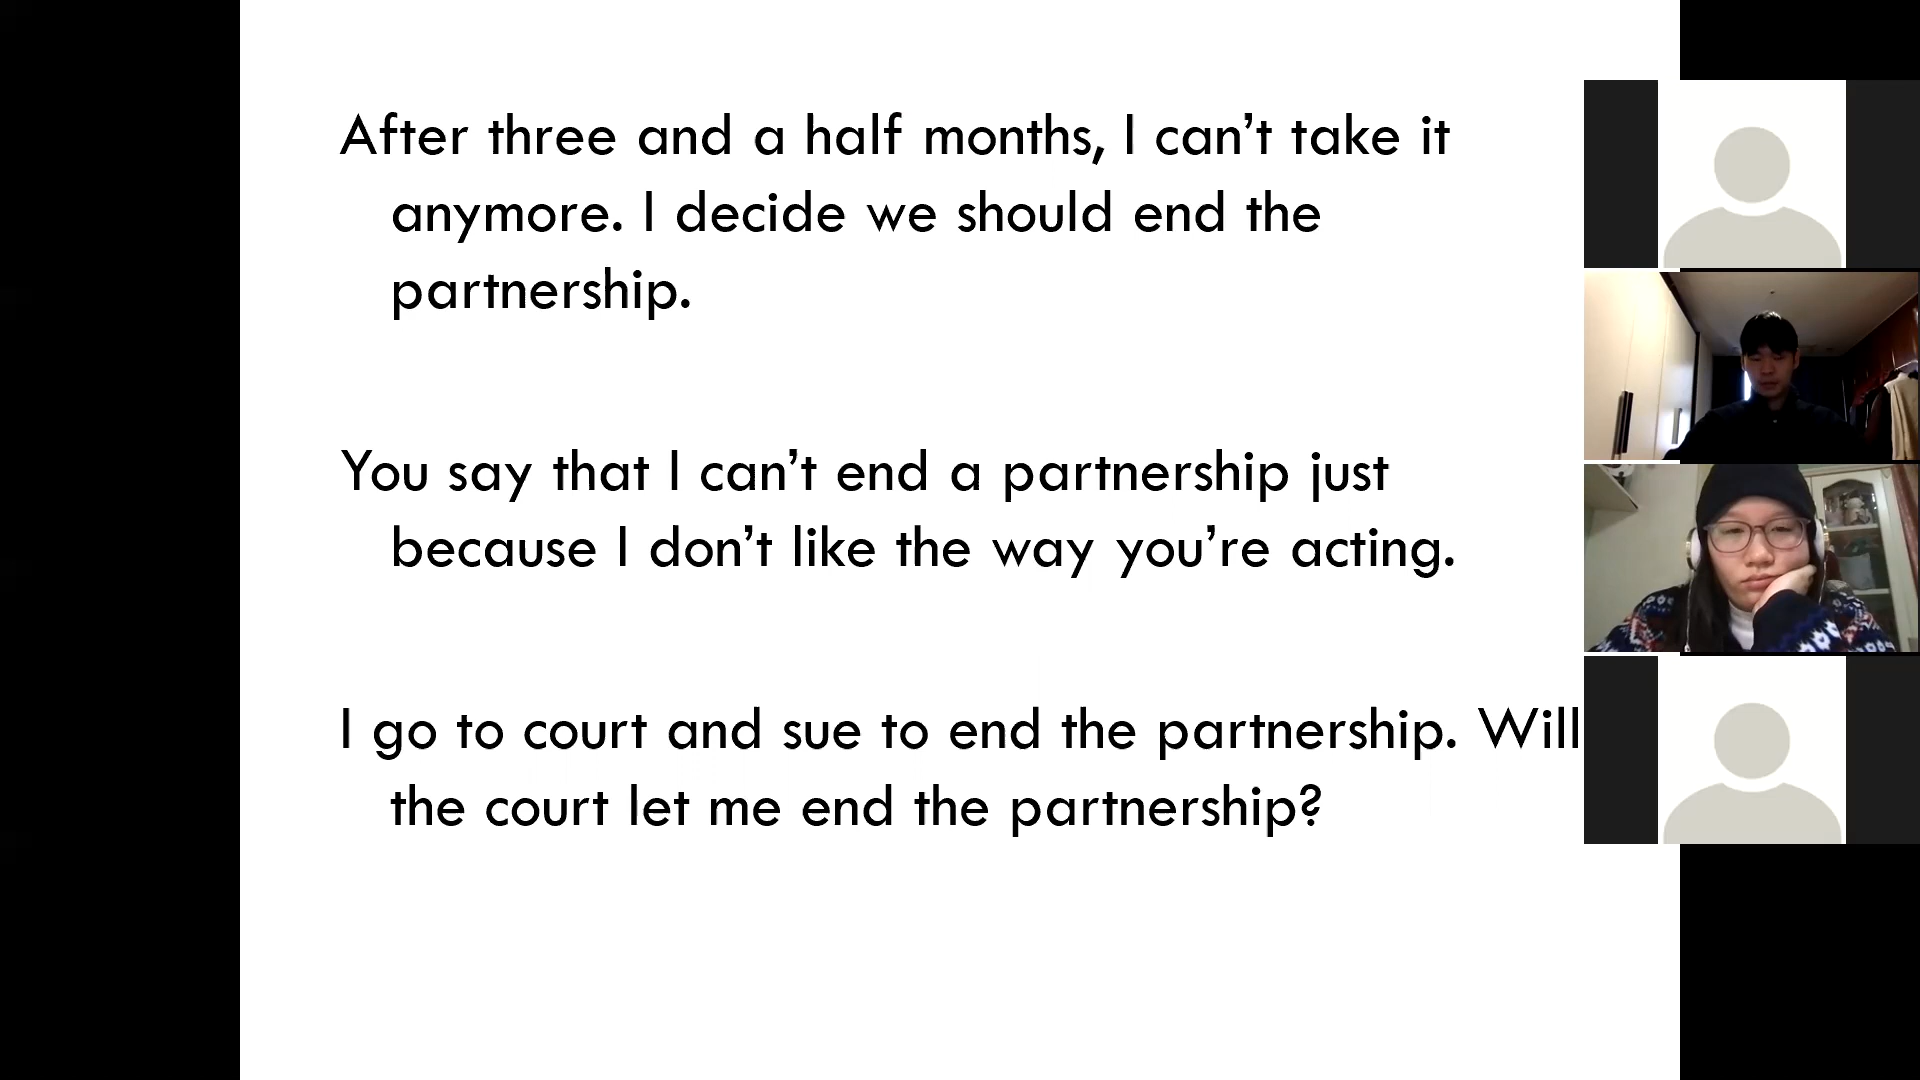 After three and a half months, I can’t take it
anymore. I decide we should end the
partnership.
You say that I can’t end a partnership just
because I don’t like the way you’re acting.
I go to court and sue to end the partnership. Will
the court let me end the partnership?